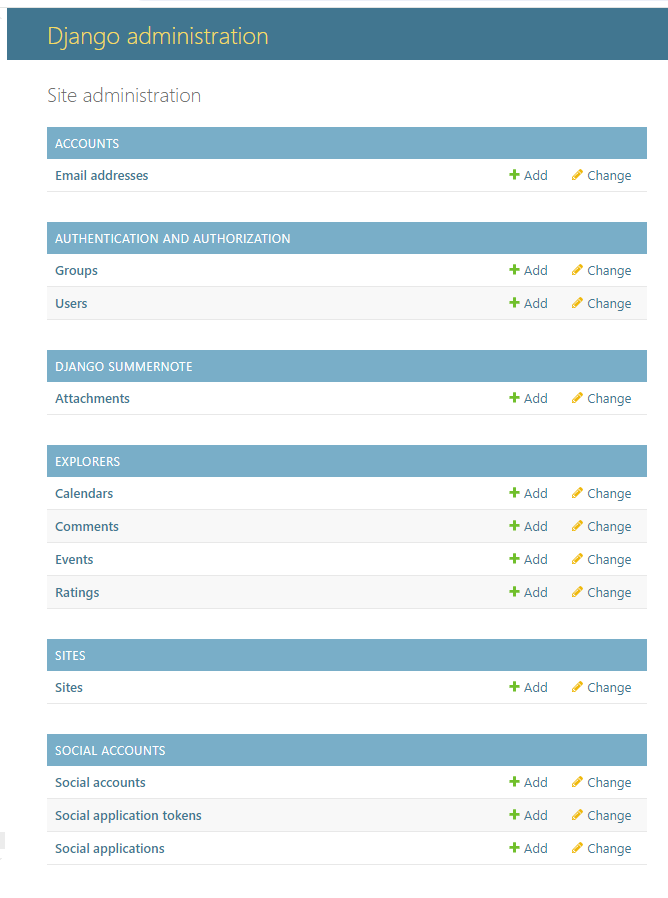 Django administration
Site administration
ACCOUNTS
Email addresses Add Change
AUTHENTICATION AND AUTHORIZATION
Groups Add Change
Users Add Change
DJANGO SUMMERNOTE
Attachments Add Change
EXPLORERS
Calendars Add Change
Comments Add Change
Events Add Change
Ratings Add Change
SITES
Sites Add Change
SOCIAL ACCOUNTS
Social accounts Add Change
Social application tokens Add Change
Social applications Add Change